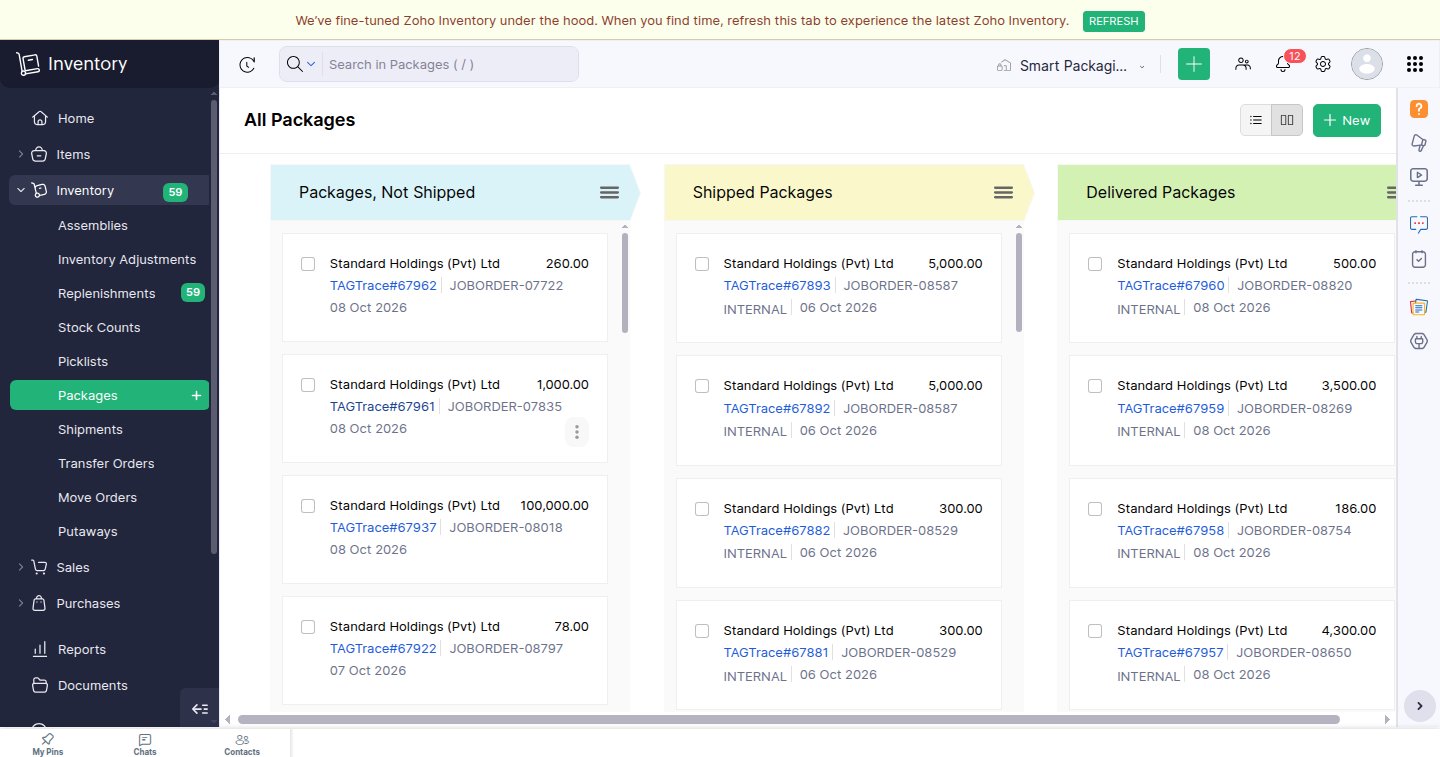 We've fine-tuned Zoho Inventory under the hood. When you find time, refresh this tab to experience the latest Zoho Inventory. REFRESH
Inventory
Search in Packages ( / )
Smart Packagi...
12
Home
Items
Inventory 59
Assemblies
Inventory Adjustments
Replenishments 59
Stock Counts
Picklists
Packages +
Shipments
Transfer Orders
Move Orders
Putaways
Sales
Purchases
Reports
Documents
All Packages
+ New
Packages, Not Shipped
Standard Holdings (Pvt) Ltd 260.00
TAGTrace#67962 JOBORDER-07722
08 Oct 2026
Standard Holdings (Pvt) Ltd 1,000.00
TAGTrace#67961 JOBORDER-07835
08 Oct 2026
Standard Holdings (Pvt) Ltd 100,000.00
TAGTrace#67937 JOBORDER-08018
08 Oct 2026
Standard Holdings (Pvt) Ltd 78.00
TAGTrace#67922 JOBORDER-08797
07 Oct 2026
Shipped Packages
Standard Holdings (Pvt) Ltd 5,000.00
TAGTrace#67893 JOBORDER-08587
INTERNAL 06 Oct 2026
Standard Holdings (Pvt) Ltd 5,000.00
TAGTrace#67892 JOBORDER-08587
INTERNAL 06 Oct 2026
Standard Holdings (Pvt) Ltd 300.00
TAGTrace#67882 JOBORDER-08529
INTERNAL 06 Oct 2026
Standard Holdings (Pvt) Ltd 300.00
TAGTrace#67881 JOBORDER-08529
INTERNAL 06 Oct 2026
Delivered Packages
Standard Holdings (Pvt) Ltd 500.00
TAGTrace#67960 JOBORDER-08820
INTERNAL 08 Oct 2026
Standard Holdings (Pvt) Ltd 3,500.00
TAGTrace#67959 JOBORDER-08269
INTERNAL 08 Oct 2026
Standard Holdings (Pvt) Ltd 186.00
TAGTrace#67958 JOBORDER-08754
INTERNAL 08 Oct 2026
Standard Holdings (Pvt) Ltd 4,300.00
TAGTrace#67957 JOBORDER-08650
INTERNAL 08 Oct 2026
?
My Pins
Chats
Contacts